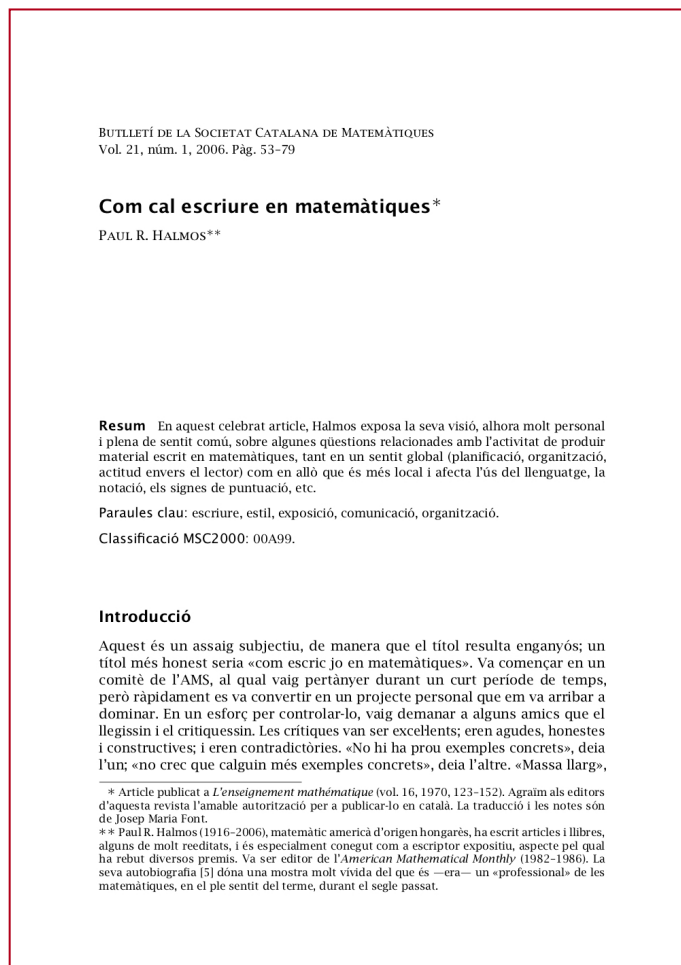 Butlletí de la Societat Catalana de Matemàtiques
Vol. 21, núm. 1, 2006. Pàg. 53–79
Com cal escriure en matemàtiques*
Paul R. Halmos**
Resum En aquest celebrat article, Halmos exposa la seva visió, alhora molt personal
i plena de sentit comú, sobre algunes qüestions relacionades amb l'activitat de produir
material escrit en matemàtiques, tant en un sentit global (planificació, organització,
actitud envers el lector) com en allò que és més local i afecta l'ús del llenguatge, la
notació, els signes de puntuació, etc.
Paraules clau: escriure, estil, exposició, comunicació, organització.
Classificació MSC2000: 00A99.
Introducció
Aquest és un assaig subjectiu, de manera que el títol resulta enganyós; un
títol més honest seria «com escric jo en matemàtiques». Va començar en un
comitè de l'AMS, al qual vaig pertànyer durant un curt període de temps,
però ràpidament es va convertir en un projecte personal que em va arribar a
dominar. En un esforç per controlar-lo, vaig demanar a alguns amics que el
llegissin i el critiquessin. Les crítiques van ser excel·lents; eren agudes, honestes
i constructives; i eren contradictòries. «No hi ha prou exemples concrets», deia
l'un; «no crec que calguin més exemples concrets», deia l'altre. «Massa llarg»,
* Article publicat a L'enseignement mathématique (vol. 16, 1970, 123–152). Agraïm als editors
d'aquesta revista l'amable autorització per a publicar-lo en català. La traducció i les notes són
de Josep Maria Font.
** Paul R. Halmos (1916–2006), matemàtic americà d'origen hongarès, ha escrit articles i llibres,
alguns de molt reeditats, i és especialment conegut com a escriptor expositiu, aspecte pel qual
ha rebut diversos premis. Va ser editor de l'American Mathematical Monthly (1982–1986). La
seva autobiografia [5] dóna una mostra molt vívida del que és —era— un «professional» de les
matemàtiques, en el ple sentit del terme, durant el segle passat.